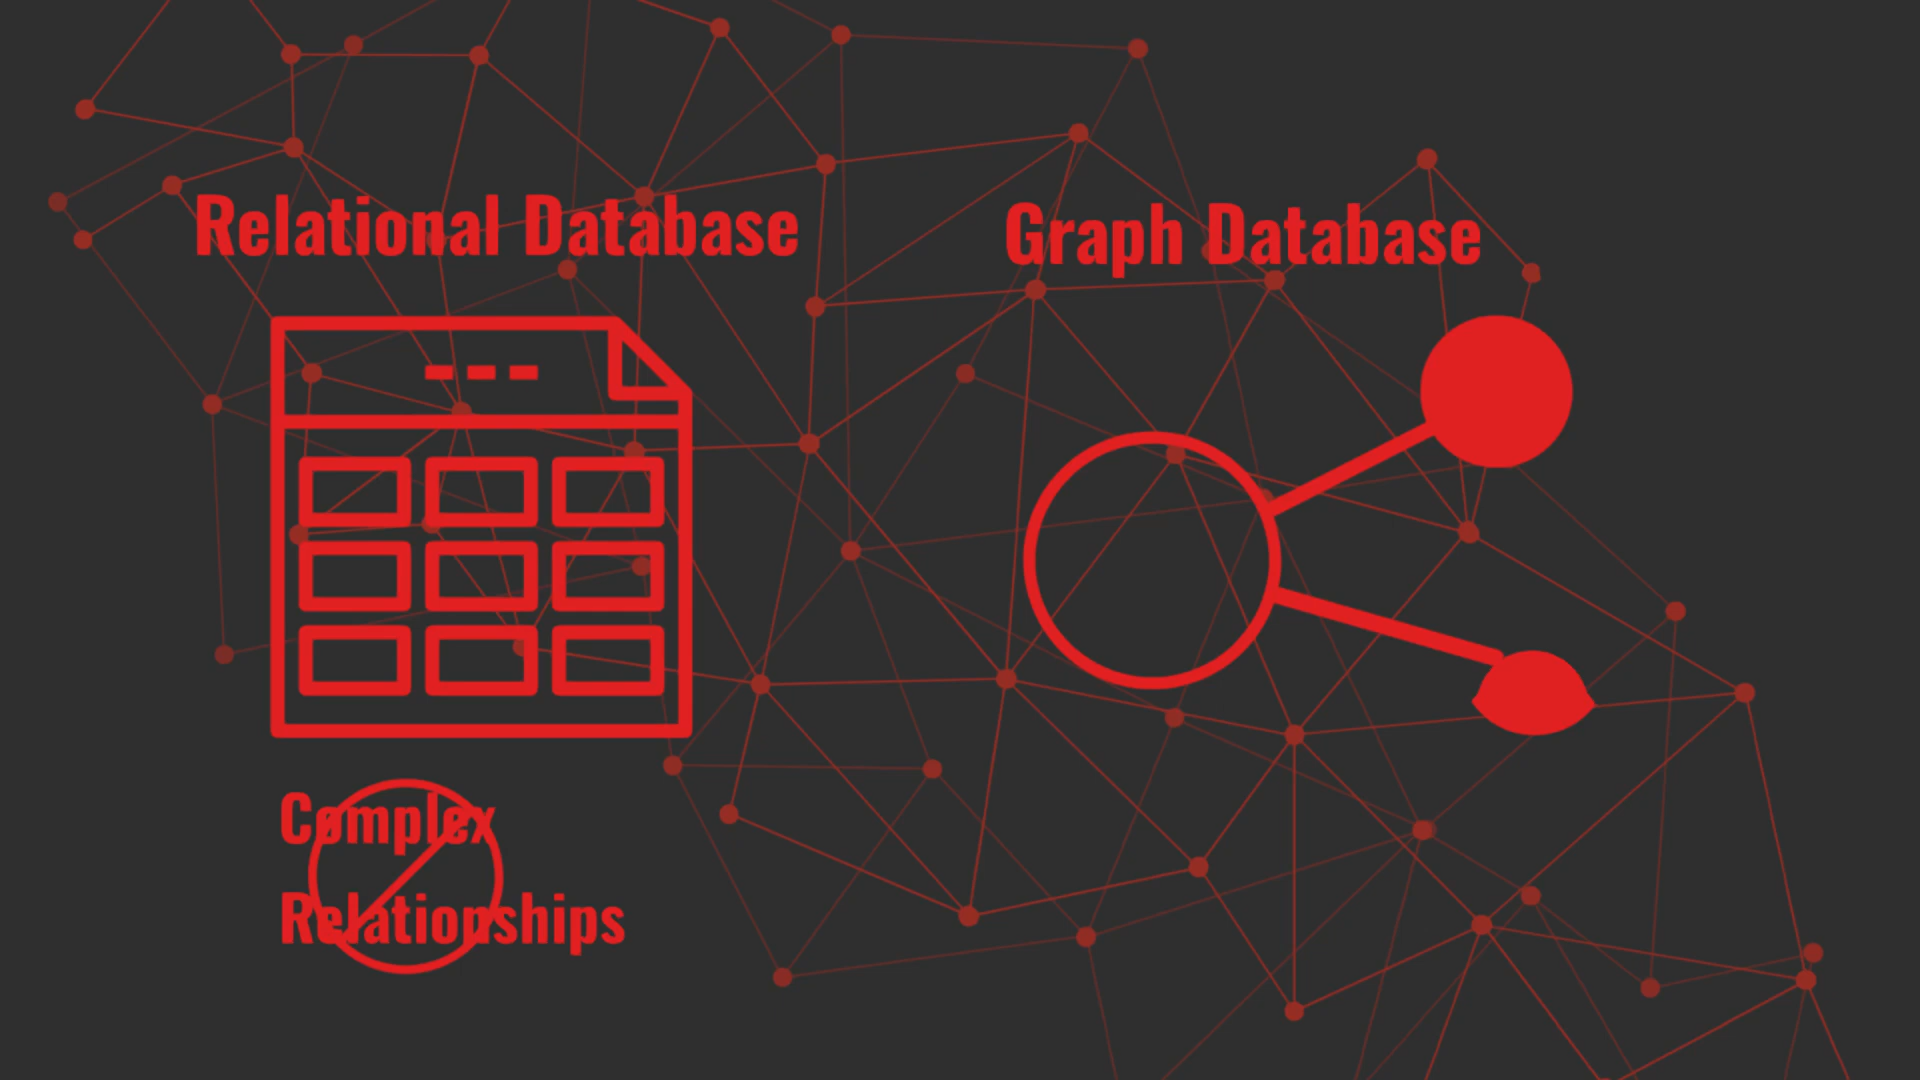 Relational Database
Graph Database
Complex
Relationships